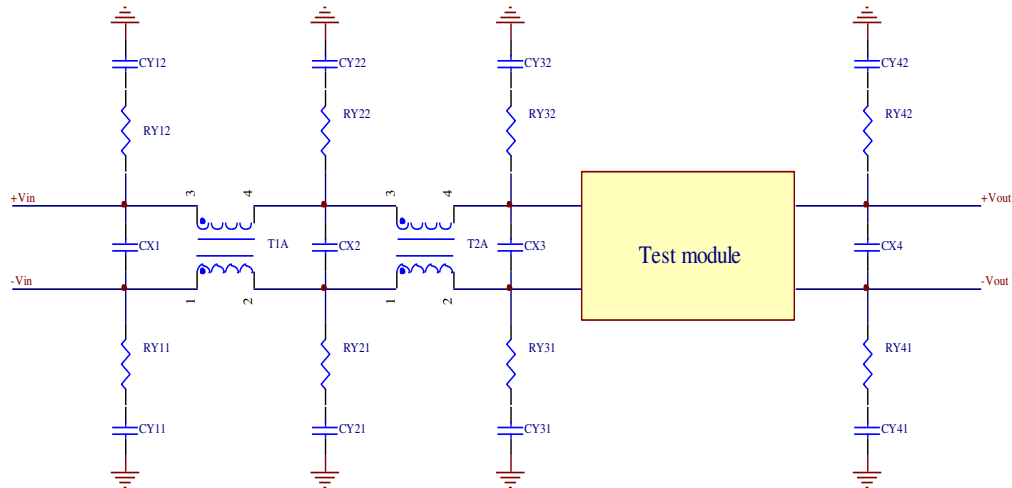 CY12 CY22 CY32 CY42
RY12 RY22 RY32 RY42
3 4 3 4
+Vin +Vout
CX1 T1A CX2 T2A CX3 Test module CX4
-Vin -Vout
1 2 1 2
RY11 RY21 RY31 RY41
CY11 CY21 CY31 CY41